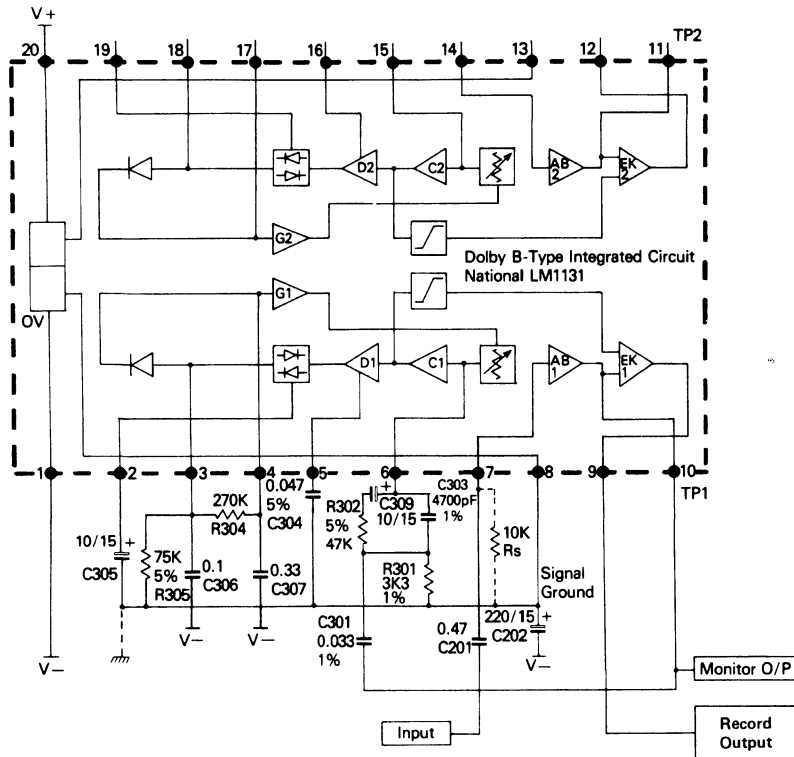 V+
TP2
20
19
18
17
16
15
14
13
12
11
D2
C2
AB
2
EK
2
G2
Dolby B-Type Integrated Circuit
National LM1131
G1
OV
D1
C1
AB
1
EK
1
1
2
3
4
5
6
7
8
9
10
TP1
10/15 +
C305
75K
5%
R305
270K
R304
0.1
C306
0.33
C307
0.047
5%
C304
R302
5%
47K
+
C309
10/15
C303
4700pF
1%
R301
3K3
1%
10K
Rs
Signal
Ground
C301
0.033
1%
0.47
C201
220/15 +
C202
V−
V−
V−
V−
Monitor O/P
Input
Record
Output